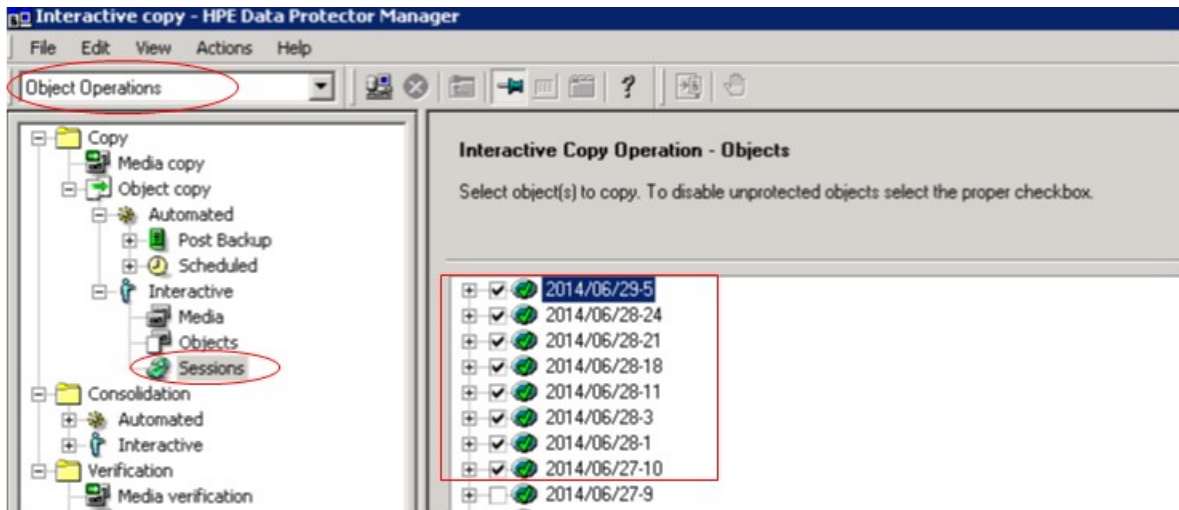 Interactive copy - HPE Data Protector Manager
File Edit View Actions Help
Object Operations
Copy
Media copy
Object copy
Automated
Post Backup
Scheduled
Interactive
Media
Objects
Sessions
Consolidation
Automated
Interactive
Verification
Media verification
Interactive Copy Operation - Objects
Select object(s) to copy. To disable unprotected objects select the proper checkbox.
2014/06/29-5
2014/06/28-24
2014/06/28-21
2014/06/28-18
2014/06/28-11
2014/06/28-3
2014/06/28-1
2014/06/27-10
2014/06/27-9